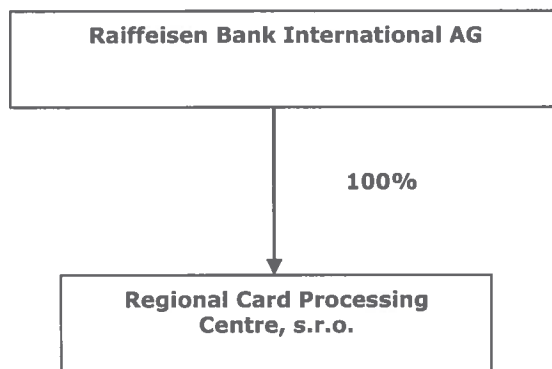 Raiffeisen Bank International AG
100%
Regional Card Processing
Centre, s.r.o.